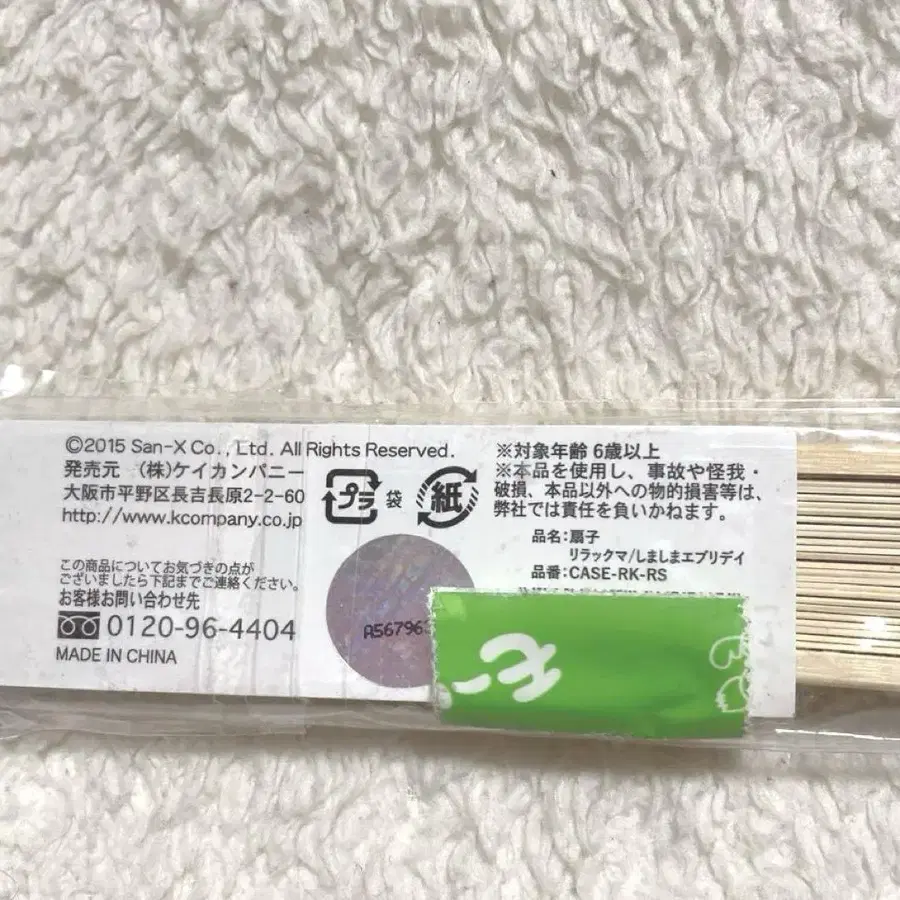 ©2015 San-X Co., Ltd. All Rights Reserved.
発売元 (株)ケイカンパニー
大阪市平野区長吉長原2-2-60
http://www.kcompany.co.jp
プラ
袋
紙
この商品についてお気づきの点が
ございましたら下記までご連絡ください。
お客様お問い合わせ先
0120-96-4404
MADE IN CHINA
A56796
※対象年齢 6歳以上
※本品を使用し、事故や怪我・
破損、本品以外への物的損害等は、
弊社では責任を負いかねます。
品名:扇子
リラックマ/しましまエブリデイ
品番:CASE-RK-RS